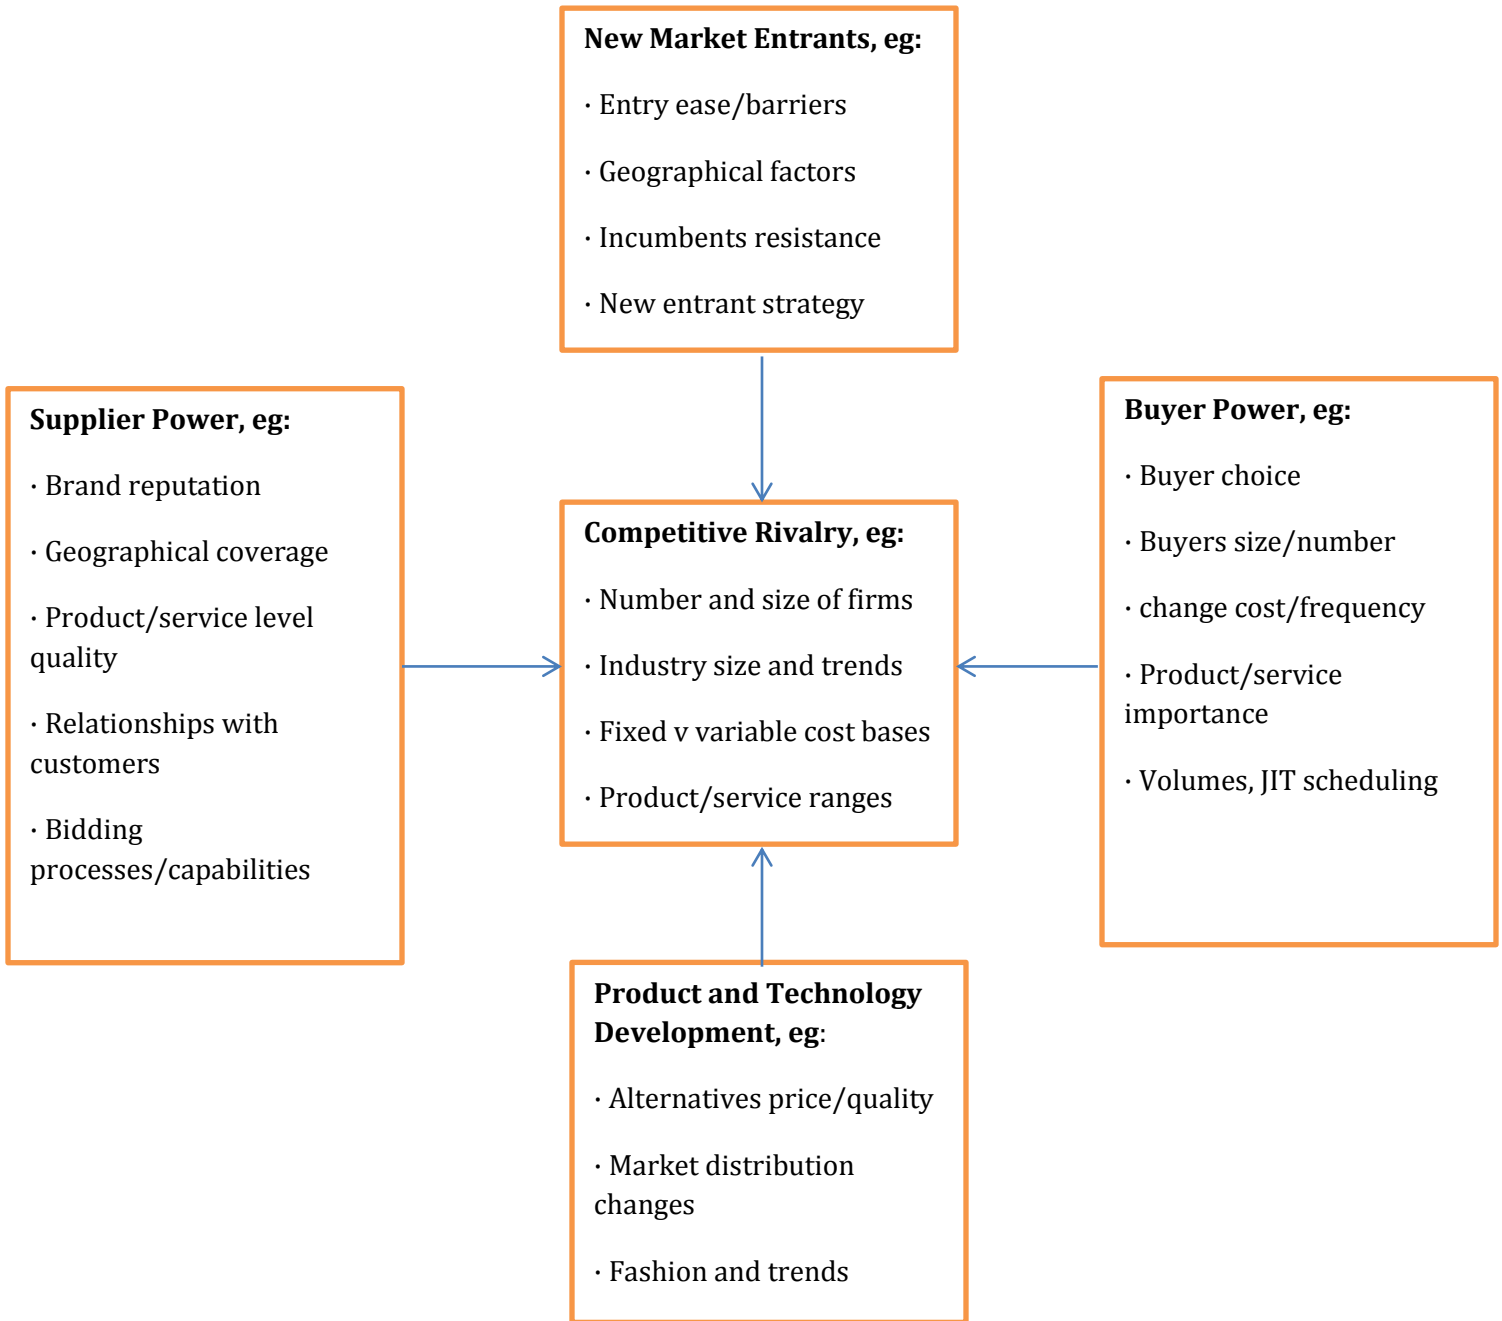 New Market Entrants, eg:
· Entry ease/barriers
· Geographical factors
· Incumbents resistance
· New entrant strategy
Supplier Power, eg:
· Brand reputation
· Geographical coverage
· Product/service level
quality
· Relationships with
customers
· Bidding
processes/capabilities
Competitive Rivalry, eg:
· Number and size of firms
· Industry size and trends
· Fixed v variable cost bases
· Product/service ranges
Buyer Power, eg:
· Buyer choice
· Buyers size/number
· change cost/frequency
· Product/service
importance
· Volumes, JIT scheduling
Product and Technology
Development, eg:
· Alternatives price/quality
· Market distribution
changes
· Fashion and trends